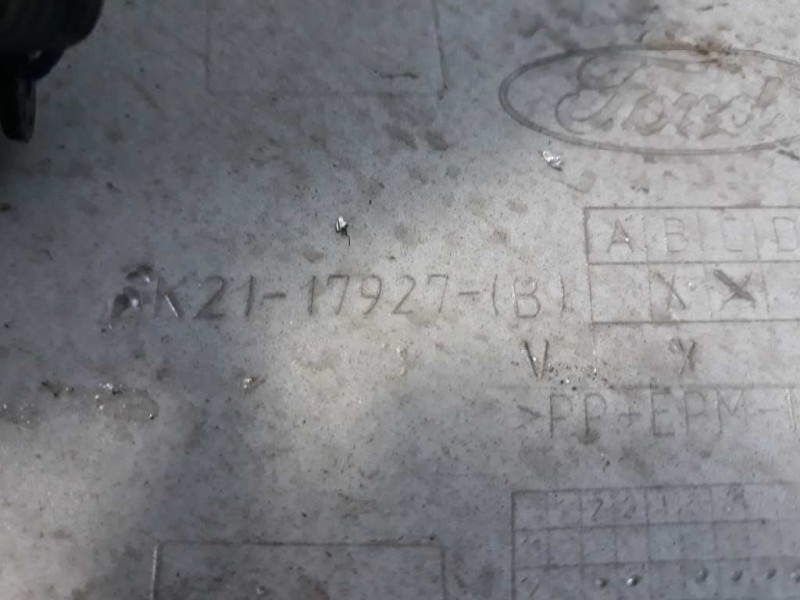 Ford
A B C D
K21-17927-(B)
X X
V X
>PP+EPM-